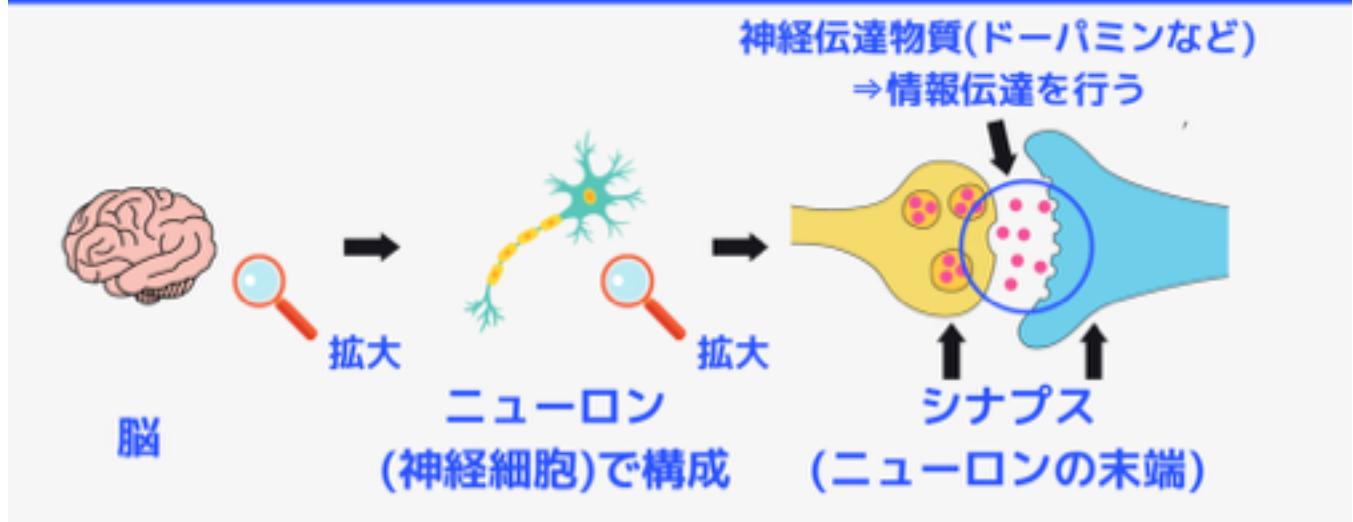 神経伝達物質(ドーパミンなど)
⇒情報伝達を行う
拡大
拡大
脳
ニューロン
(神経細胞)で構成
シナプス
(ニューロンの末端)